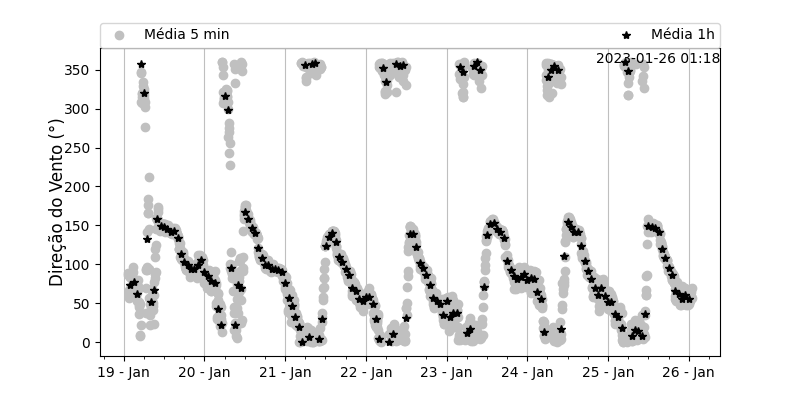 Média 5 min
Média 1h
2023-01-26 01:18
Direção do Vento (°)
350
300
250
200
150
100
50
0
19 - Jan
20 - Jan
21 - Jan
22 - Jan
23 - Jan
24 - Jan
25 - Jan
26 - Jan